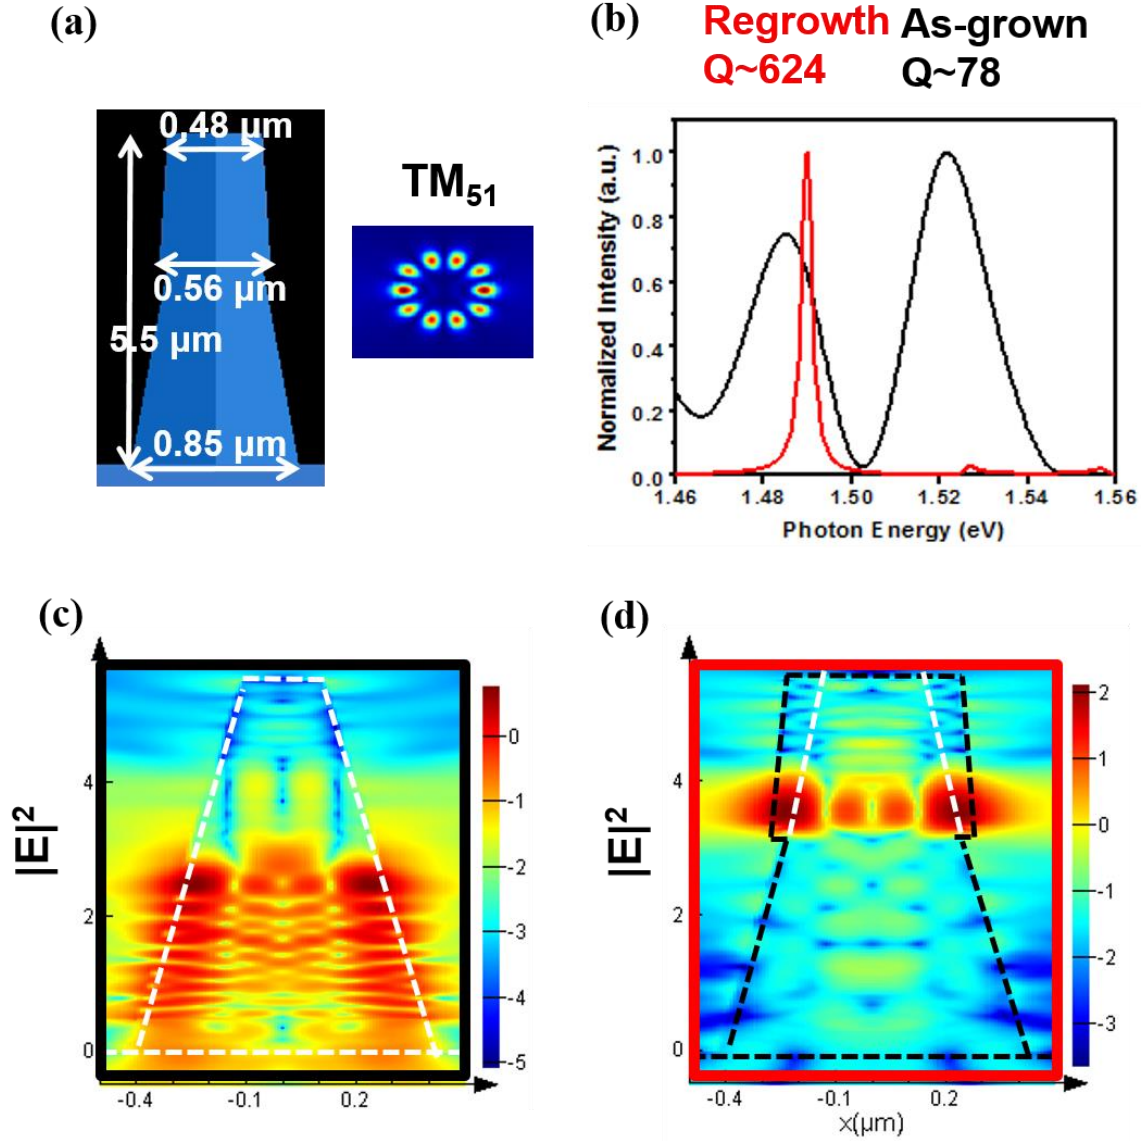 (a)
0.48 μm
0.56 μm
5.5 μm
0.85 μm
TM51
(b)
Regrowth As-grown
Q~624 Q~78
Normalized Intensity (a.u.)
1.0
0.8
0.6
0.4
0.2
0.0
1.46 1.48 1.50 1.52 1.54 1.56
Photon Energy (eV)
(c)
|E|2
4
2
0
-0.4 -0.1 0.2
0
-1
-2
-3
-4
-5
(d)
|E|2
4
2
0
-0.4 -0.1 0.2
x(μm)
2
1
0
-1
-2
-3